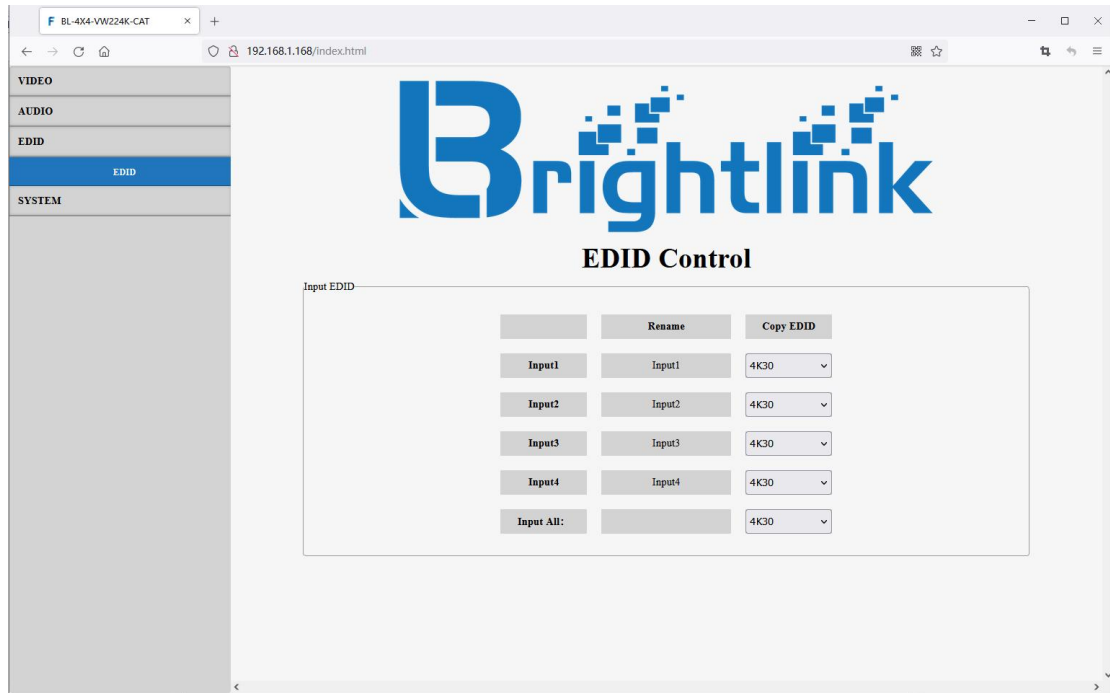 BL-4X4-VW224K-CAT
192.168.1.168/index.html
VIDEO
AUDIO
EDID
EDID
SYSTEM
Brightlink
EDID Control
Input EDID
Rename Copy EDID
Input1 Input1 4K30
Input2 Input2 4K30
Input3 Input3 4K30
Input4 Input4 4K30
Input All: 4K30